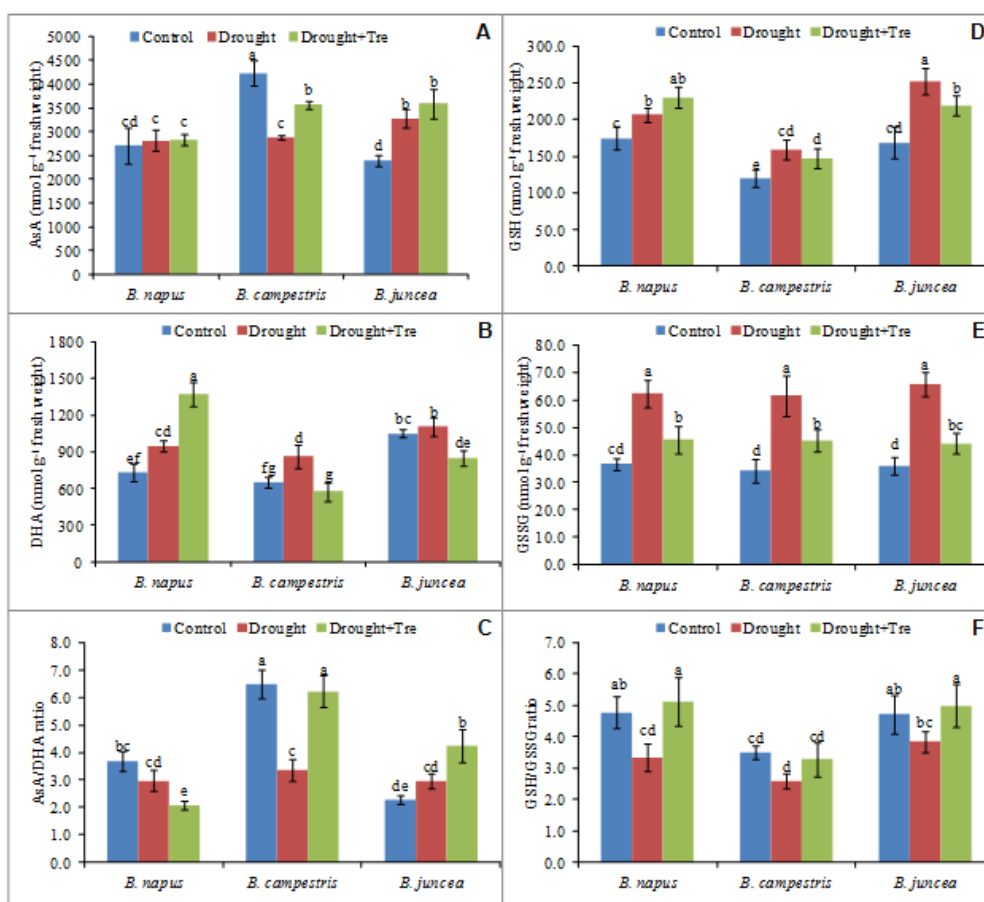 A
Control Drought Drought+Tre
AsA (nmol g⁻¹ fresh weight)
5000
4500
4000
3500
3000
2500
2000
1500
1000
500
0
cd c c
a c b
d b b
B. napus B. campestris B. juncea
D
Control Drought Drought+Tre
GSH (nmol g⁻¹ fresh weight)
300.0
250.0
200.0
150.0
100.0
50.0
0.0
c b ab
e cd d
cd a b
B. napus B. campestris B. juncea
B
Control Drought Drought+Tre
DHA (nmol g⁻¹ fresh weight)
1800
1500
1200
900
600
300
0
ef cd a
fg d g
bc b de
B. napus B. campestris B. juncea
E
Control Drought Drought+Tre
GSSG (nmol g⁻¹ fresh weight)
80.0
70.0
60.0
50.0
40.0
30.0
20.0
10.0
0.0
cd a b
d a b
d a bc
B. napus B. campestris B. juncea
C
Control Drought Drought+Tre
AsA/DHA ratio
8.0
7.0
6.0
5.0
4.0
3.0
2.0
1.0
0.0
bc cd e
a c a
de cd b
B. napus B. campestris B. juncea
F
Control Drought Drought+Tre
GSH/GSSG ratio
7.0
6.0
5.0
4.0
3.0
2.0
1.0
0.0
ab cd a
cd d cd
ab bc a
B. napus B. campestris B. juncea